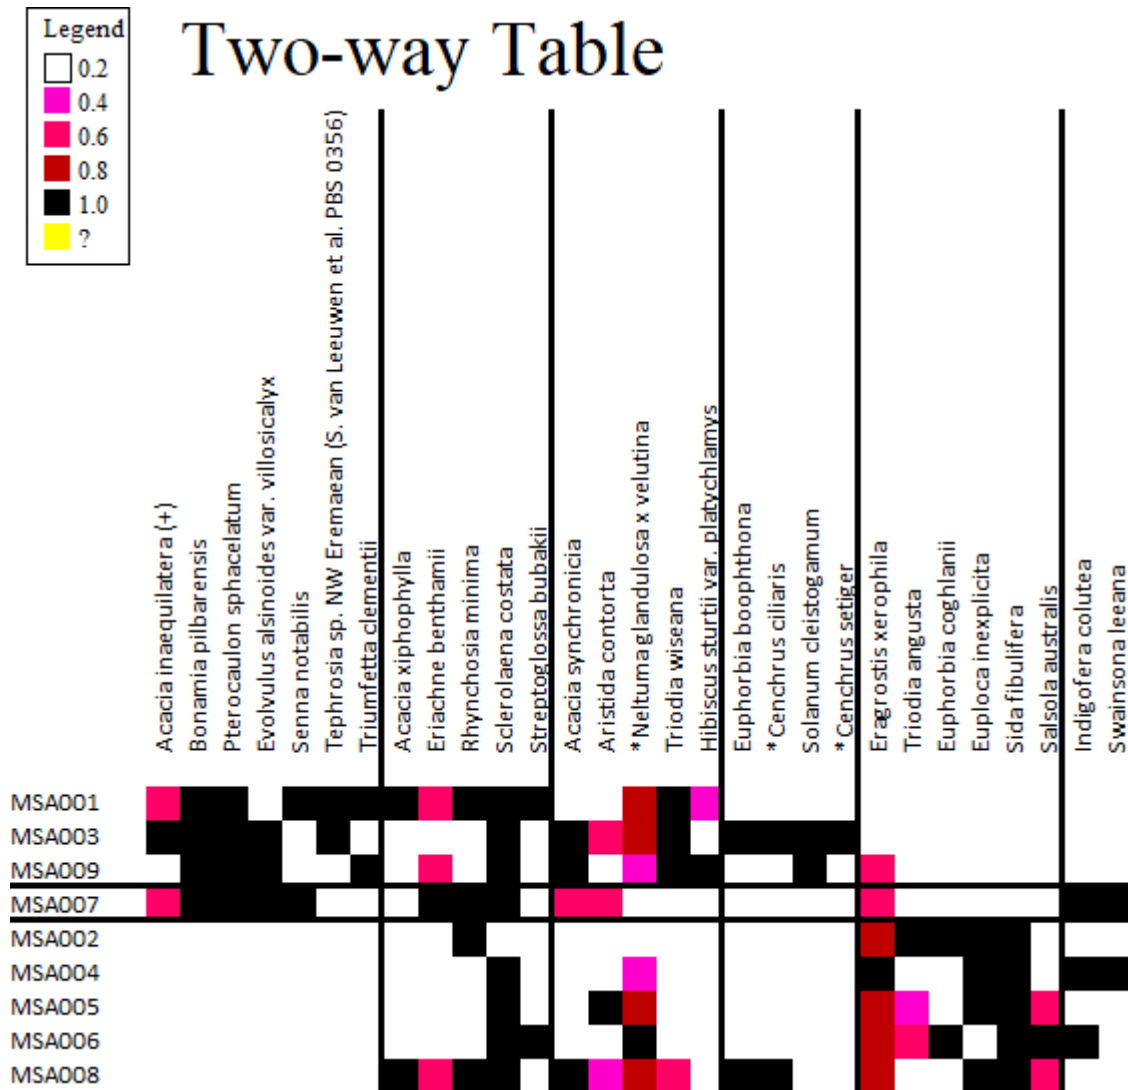 Legend
0.2
0.4
0.6
0.8
1.0
?
Two-way Table
Acacia inaequilatera (+)
Bonamia pilbarensis
Pterocaulon sphacelatum
Evolvulus alsinoides var. villosicalyx
Senna notabilis
Tephrosia sp. NW Eremaean (S. van Leeuwen et al. PBS 0356)
Triumfetta clementii
Acacia xiphophylla
Eriachne benthamii
Rhynchosia minima
Sclerolaena costata
Streptoglossa bubakii
Acacia synchronicia
Aristida contorta
*Neltuma glandulosa x velutina
Triodia wiseana
Hibiscus sturtii var. platychlamys
Euphorbia boophthona
*Cenchrus ciliaris
Solanum cleistogamum
*Cenchrus setiger
Eragrostis xerophila
Triodia angusta
Euphorbia coghlanii
Euploca inexplicita
Sida fibulifera
Salsola australis
Indigofera colutea
Swainsona leeana
MSA001
MSA003
MSA009
MSA007
MSA002
MSA004
MSA005
MSA006
MSA008